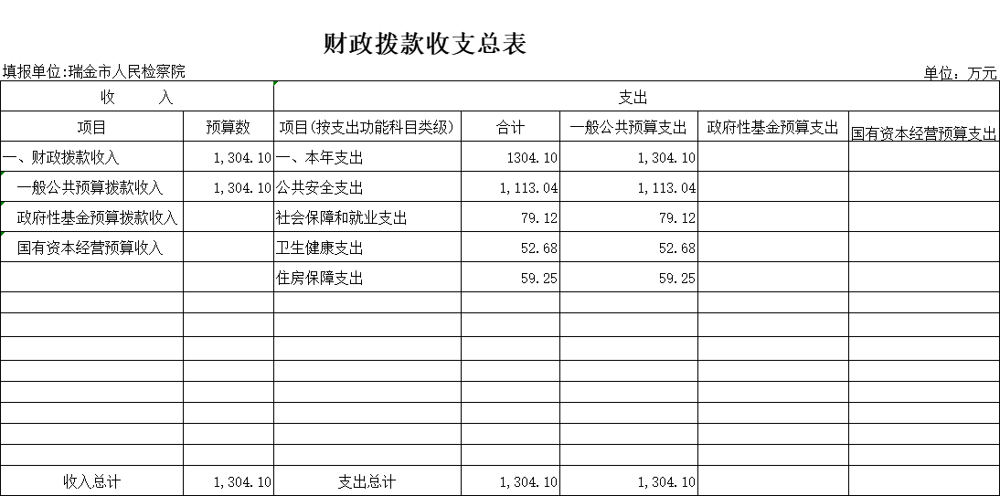 财政拨款收支总表
填报单位:瑞金市人民检察院 单位：万元
收 入 支出
项目 预算数 项目(按支出功能科目类级) 合计 一般公共预算支出 政府性基金预算支出 国有资本经营预算支出
一、财政拨款收入 1,304.10 一、本年支出 1304.10 1,304.10
一般公共预算拨款收入 1,304.10 公共安全支出 1,113.04 1,113.04
政府性基金预算拨款收入 社会保障和就业支出 79.12 79.12
国有资本经营预算收入 卫生健康支出 52.68 52.68
住房保障支出 59.25 59.25
收入总计 1,304.10 支出总计 1,304.10 1,304.10